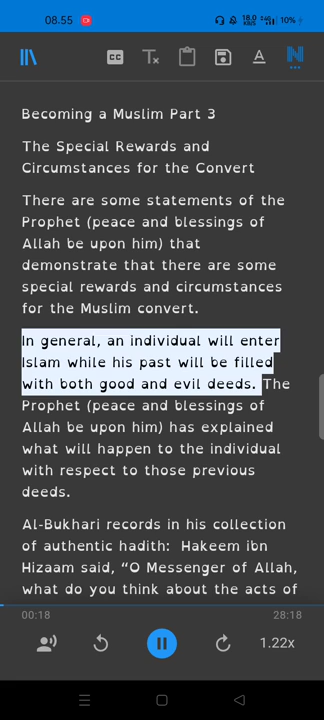 08.55
18.0 KB/S 4G 10%
CC
A
N
Becoming a Muslim Part 3
The Special Rewards and
Circumstances for the Convert
There are some statements of the
Prophet (peace and blessings of
Allah be upon him) that
demonstrate that there are some
special rewards and circumstances
for the Muslim convert.
In general, an individual will enter
Islam while his past will be filled
with both good and evil deeds. The
Prophet (peace and blessings of
Allah be upon him) has explained
what will happen to the individual
with respect to those previous
deeds.
Al-Bukhari records in his collection
of authentic hadith:  Hakeem ibn
Hizaam said, “O Messenger of Allah,
what do you think about the acts of
00:18 28:18
1.22x